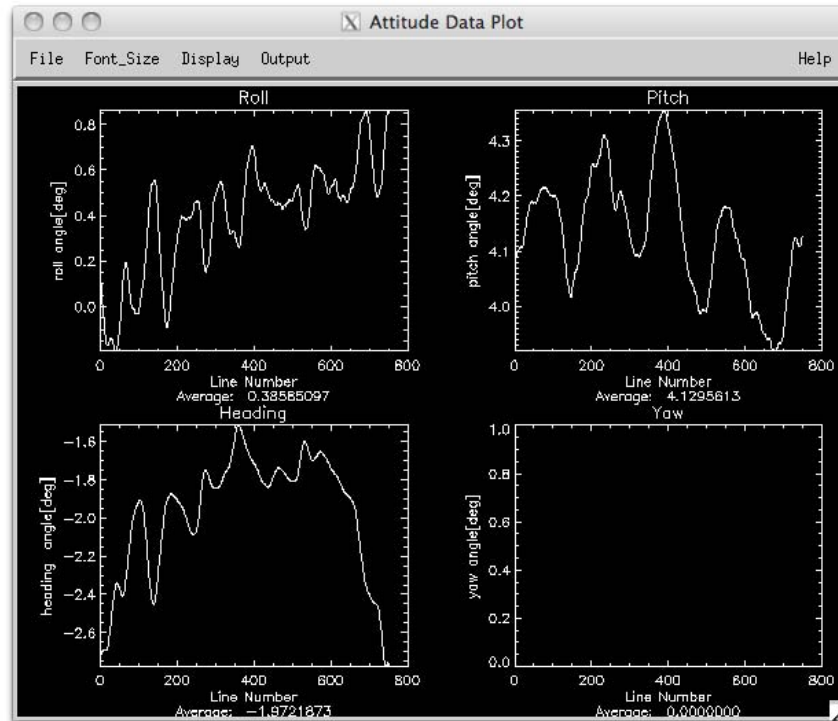 Attitude Data Plot
File Font_Size Display Output Help
Roll
roll angle[deg]
0.8
0.6
0.4
0.2
0.0
0 200 400 600 800
Line Number
Average: 0.38585097
Pitch
pitch angle[deg]
4.3
4.2
4.1
4.0
0 200 400 600 800
Line Number
Average: 4.1295613
Heading
heading angle[deg]
-1.6
-1.8
-2.0
-2.2
-2.4
-2.6
0 200 400 600 800
Line Number
Average: -1.9721873
Yaw
yaw angle[deg]
1.0
0.8
0.6
0.4
0.2
0.0
0 200 400 600 800
Line Number
Average: 0.0000000